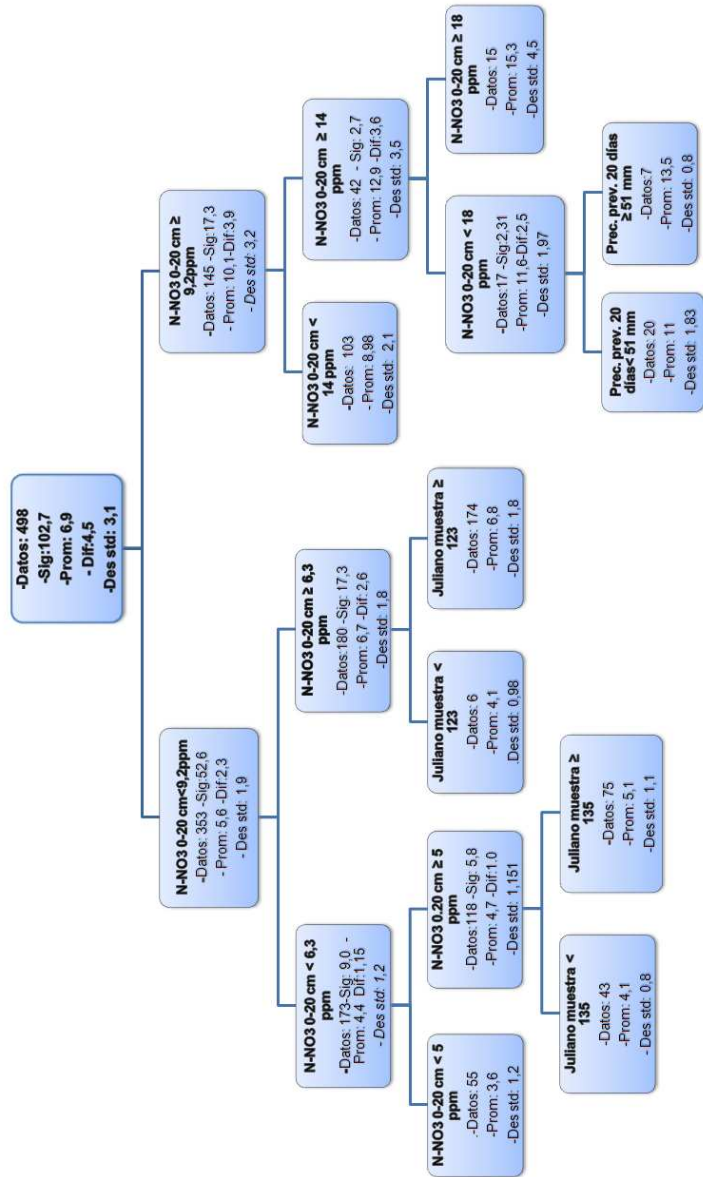 -Datos: 498
-Sig:102,7
-Prom: 6,9
- Dif:4,5
-Des std: 3,1
N-NO3 0-20 cm<9,2ppm
-Datos: 353 -Sig:52,6
- Prom: 5,6 -Dif:2,3
- Des std: 1,9
N-NO3 0-20 cm ≥
9,2ppm
-Datos: 145 -Sig:17,3
- Prom: 10,1-Dif:3,9
- Des std: 3,2
N-NO3 0-20 cm < 6,3
ppm
-Datos: 173-Sig: 9,0 -
Prom: 4,4 Dif:1,15
- Des std: 1,2
N-NO3 0-20 cm ≥ 6,3
ppm
-Datos:180 -Sig: 17,3
-Prom: 6,7 -Dif: 2,6
-Des std: 1,8
N-NO3 0-20 cm <
14 ppm
-Datos: 103
- Prom: 8,98
-Des std: 2,1
N-NO3 0-20 cm ≥ 14
ppm
-Datos: 42 - Sig: 2,7
- Prom: 12,9 -Dif:3,6
-Des std: 3,5
N-NO3 0-20 cm < 5
ppm
.-Datos: 55
-Prom: 3,6
-Des std: 1,2
N-NO3 0.20 cm ≥ 5
ppm
-Datos:118 -Sig: 5,8
-Prom: 4,7 -Dif:1.0
-Des std: 1,151
Juliano muestra <
123
-Datos: 6
-Prom: 4,1
.Des std: 0,98
Juliano muestra ≥
123
-Datos: 174
-Prom: 6,8
-Des std: 1,8
N-NO3 0-20 cm < 18
ppm
-Datos:17 -Sig:2,31
-Prom: 11,6-Dif:2,5
-Des std: 1,97
N-NO3 0-20 cm ≥ 18
ppm
-Datos: 15
-Prom: 15,3
-Des std: 4,5
Juliano muestra <
135
-Datos: 43
-Prom: 4,1
- Des std: 0,8
Juliano muestra ≥
135
-Datos: 75
-Prom: 5,1
-Des std: 1,1
Prec. prev. 20
días< 51 mm
-Datos: 20
-Prom: 11
-Des std: 1,83
Prec. prev. 20 días
≥ 51 mm
-Datos:7
-Prom: 13,5
-Des std: 0,8